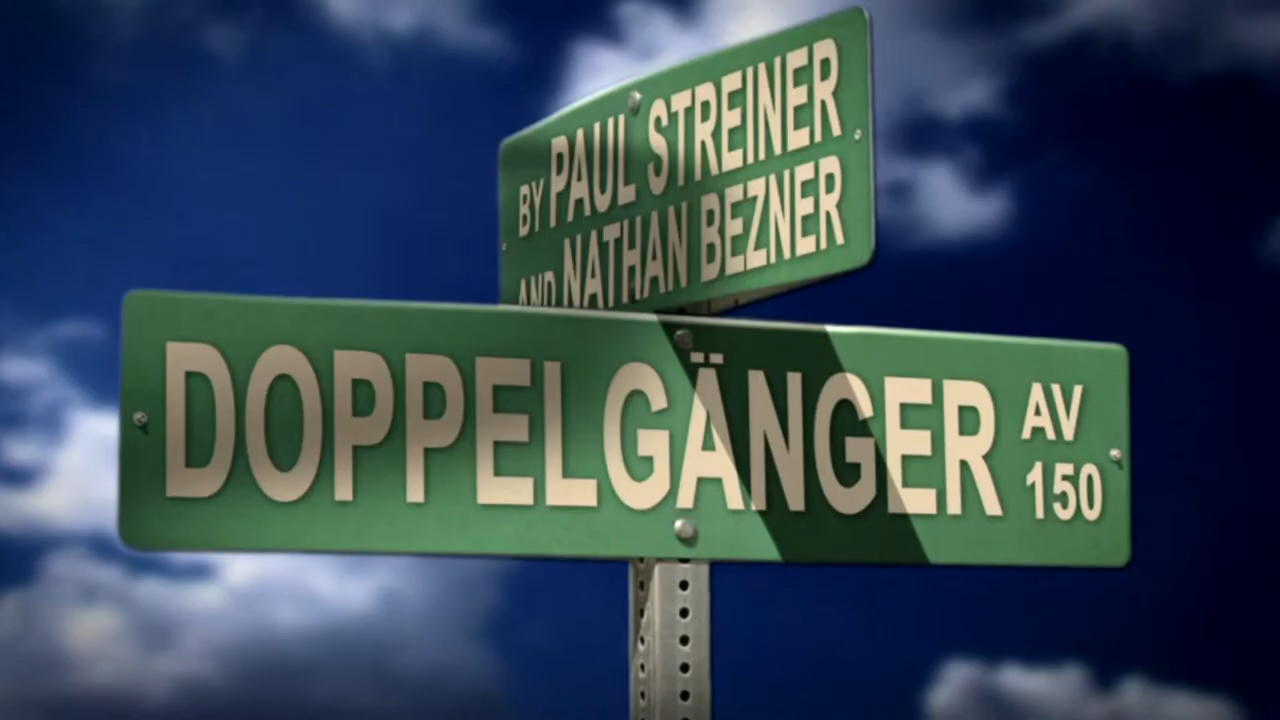 BY PAUL STREINER
AND NATHAN BEZNER
DOPPELGÄNGER AV
150